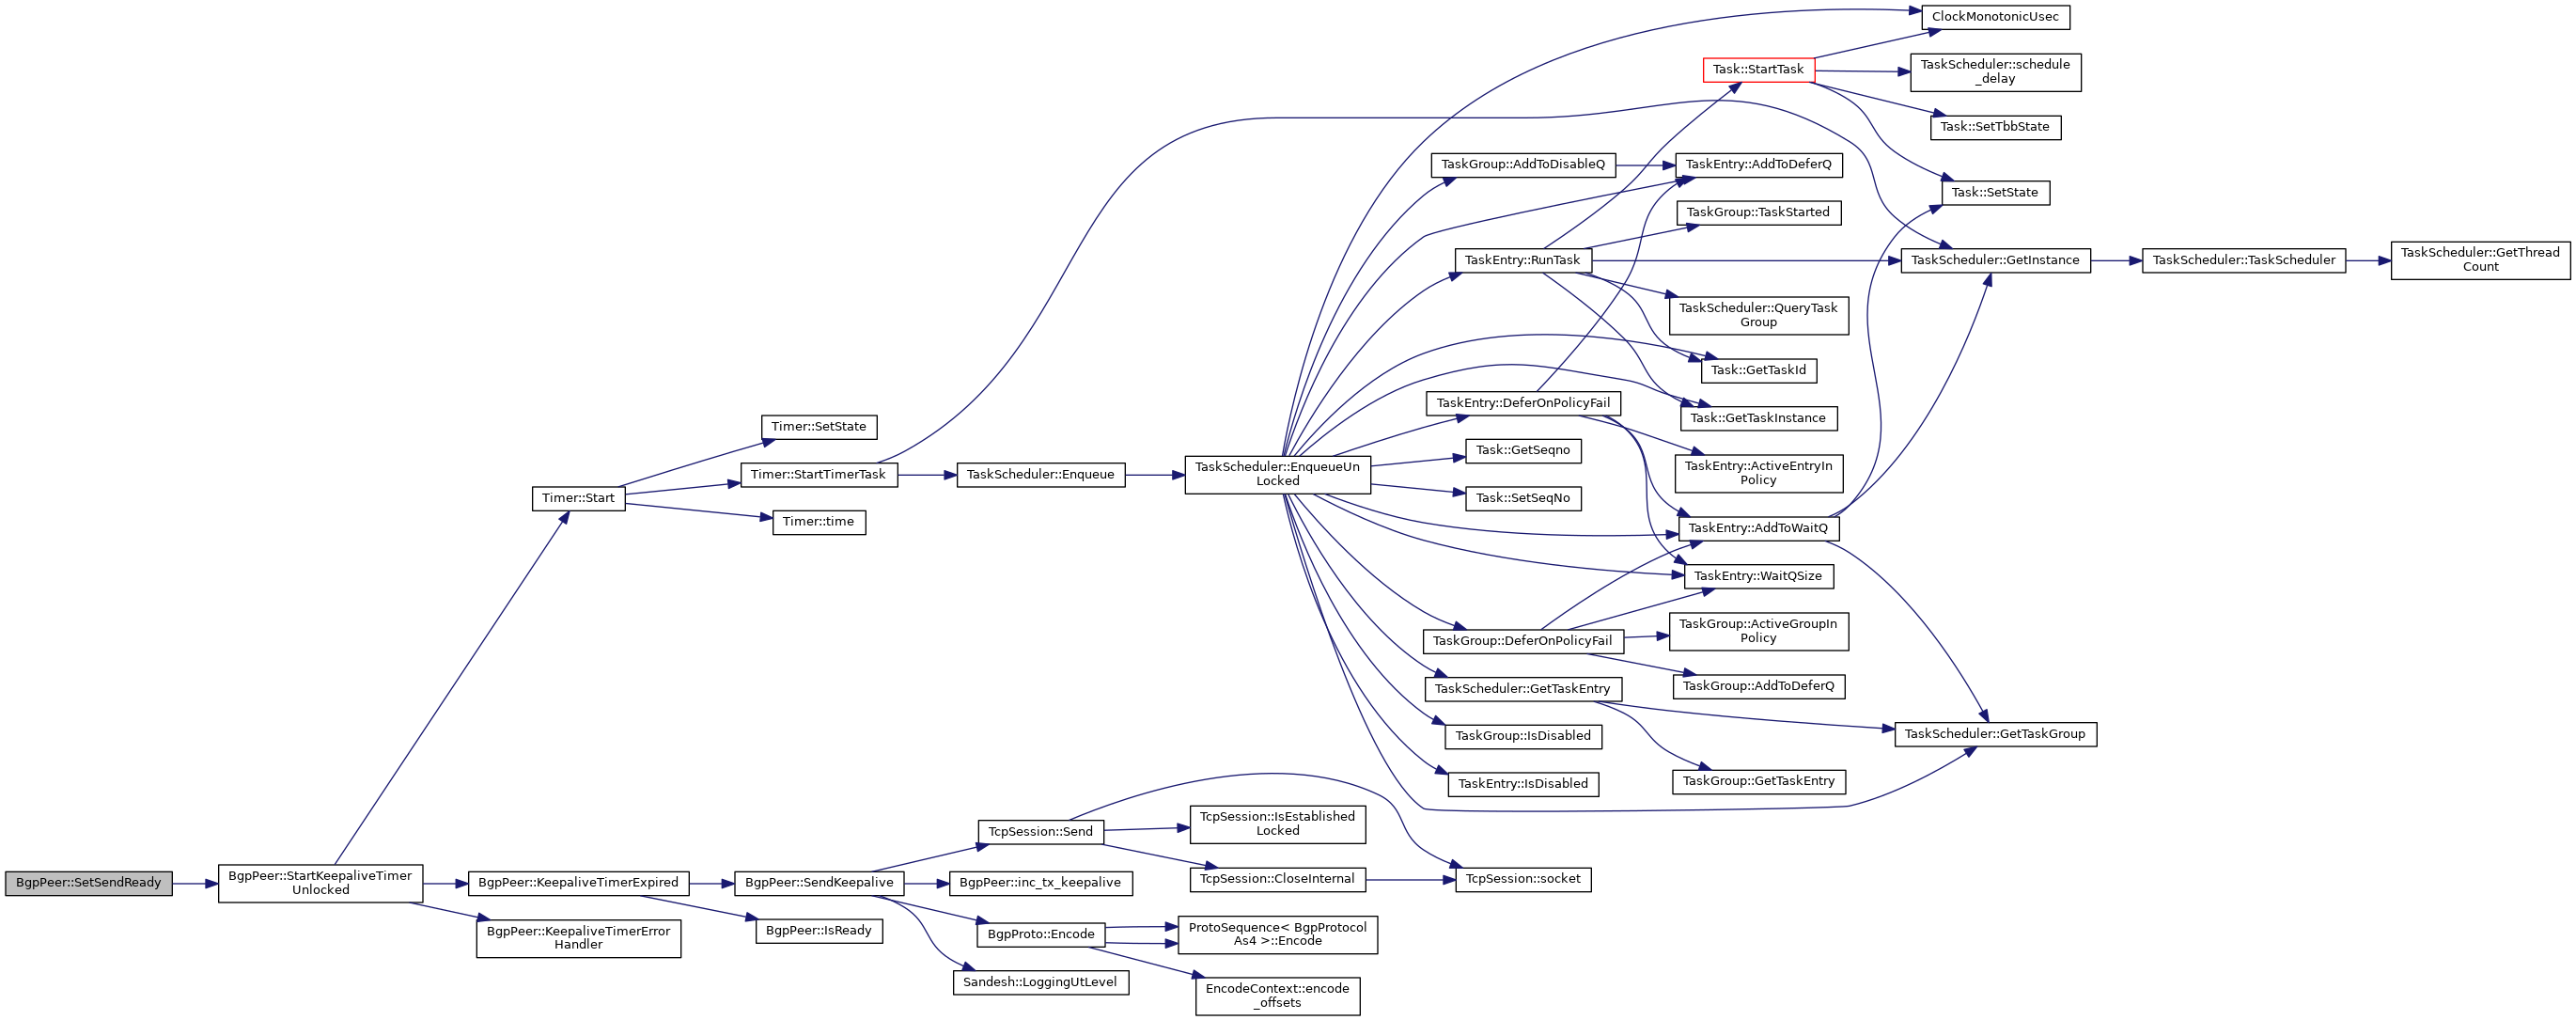 BgpPeer::SetSendReady
BgpPeer::StartKeepaliveTimer
Unlocked
Timer::Start
BgpPeer::KeepaliveTimerExpired
BgpPeer::KeepaliveTimerError
Handler
Timer::SetState
Timer::StartTimerTask
Timer::time
BgpPeer::SendKeepalive
BgpPeer::IsReady
TaskScheduler::Enqueue
TcpSession::Send
BgpPeer::inc_tx_keepalive
BgpProto::Encode
Sandesh::LoggingUtLevel
TaskScheduler::EnqueueUn
Locked
TcpSession::IsEstablished
Locked
TcpSession::CloseInternal
ProtoSequence< BgpProtocol
As4 >::Encode
EncodeContext::encode
_offsets
TaskGroup::AddToDisableQ
TaskEntry::RunTask
TaskEntry::DeferOnPolicyFail
Task::GetSeqno
Task::SetSeqNo
TaskGroup::DeferOnPolicyFail
TaskScheduler::GetTaskEntry
TaskGroup::IsDisabled
TaskEntry::IsDisabled
TcpSession::socket
Task::StartTask
TaskEntry::AddToDeferQ
TaskGroup::TaskStarted
TaskScheduler::QueryTask
Group
Task::GetTaskId
Task::GetTaskInstance
TaskEntry::ActiveEntryIn
Policy
TaskEntry::AddToWaitQ
TaskEntry::WaitQSize
TaskGroup::ActiveGroupIn
Policy
TaskGroup::AddToDeferQ
TaskGroup::GetTaskEntry
ClockMonotonicUsec
TaskScheduler::schedule
_delay
Task::SetTbbState
Task::SetState
TaskScheduler::GetInstance
TaskScheduler::GetTaskGroup
TaskScheduler::TaskScheduler
TaskScheduler::GetThread
Count